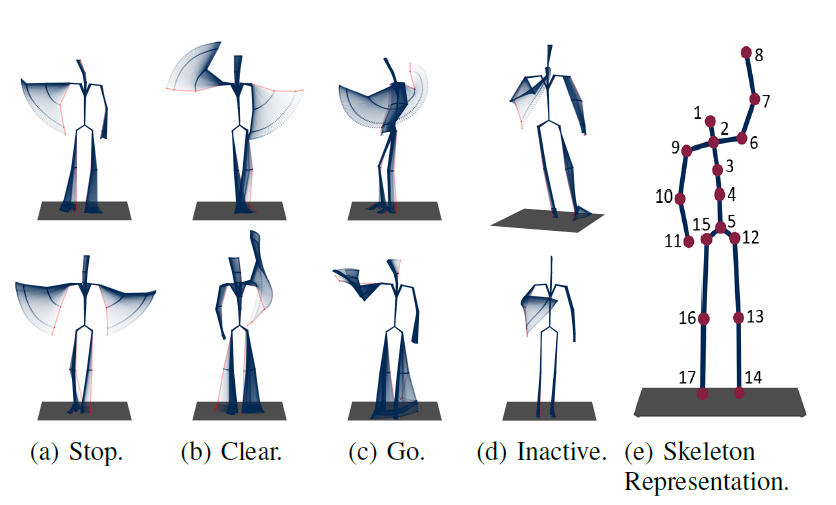 8
7
1
2
6
9
3
4
10
5
15
12
11
16
13
17
14
(a) Stop.
(b) Clear.
(c) Go.
(d) Inactive.
(e) Skeleton
Representation.